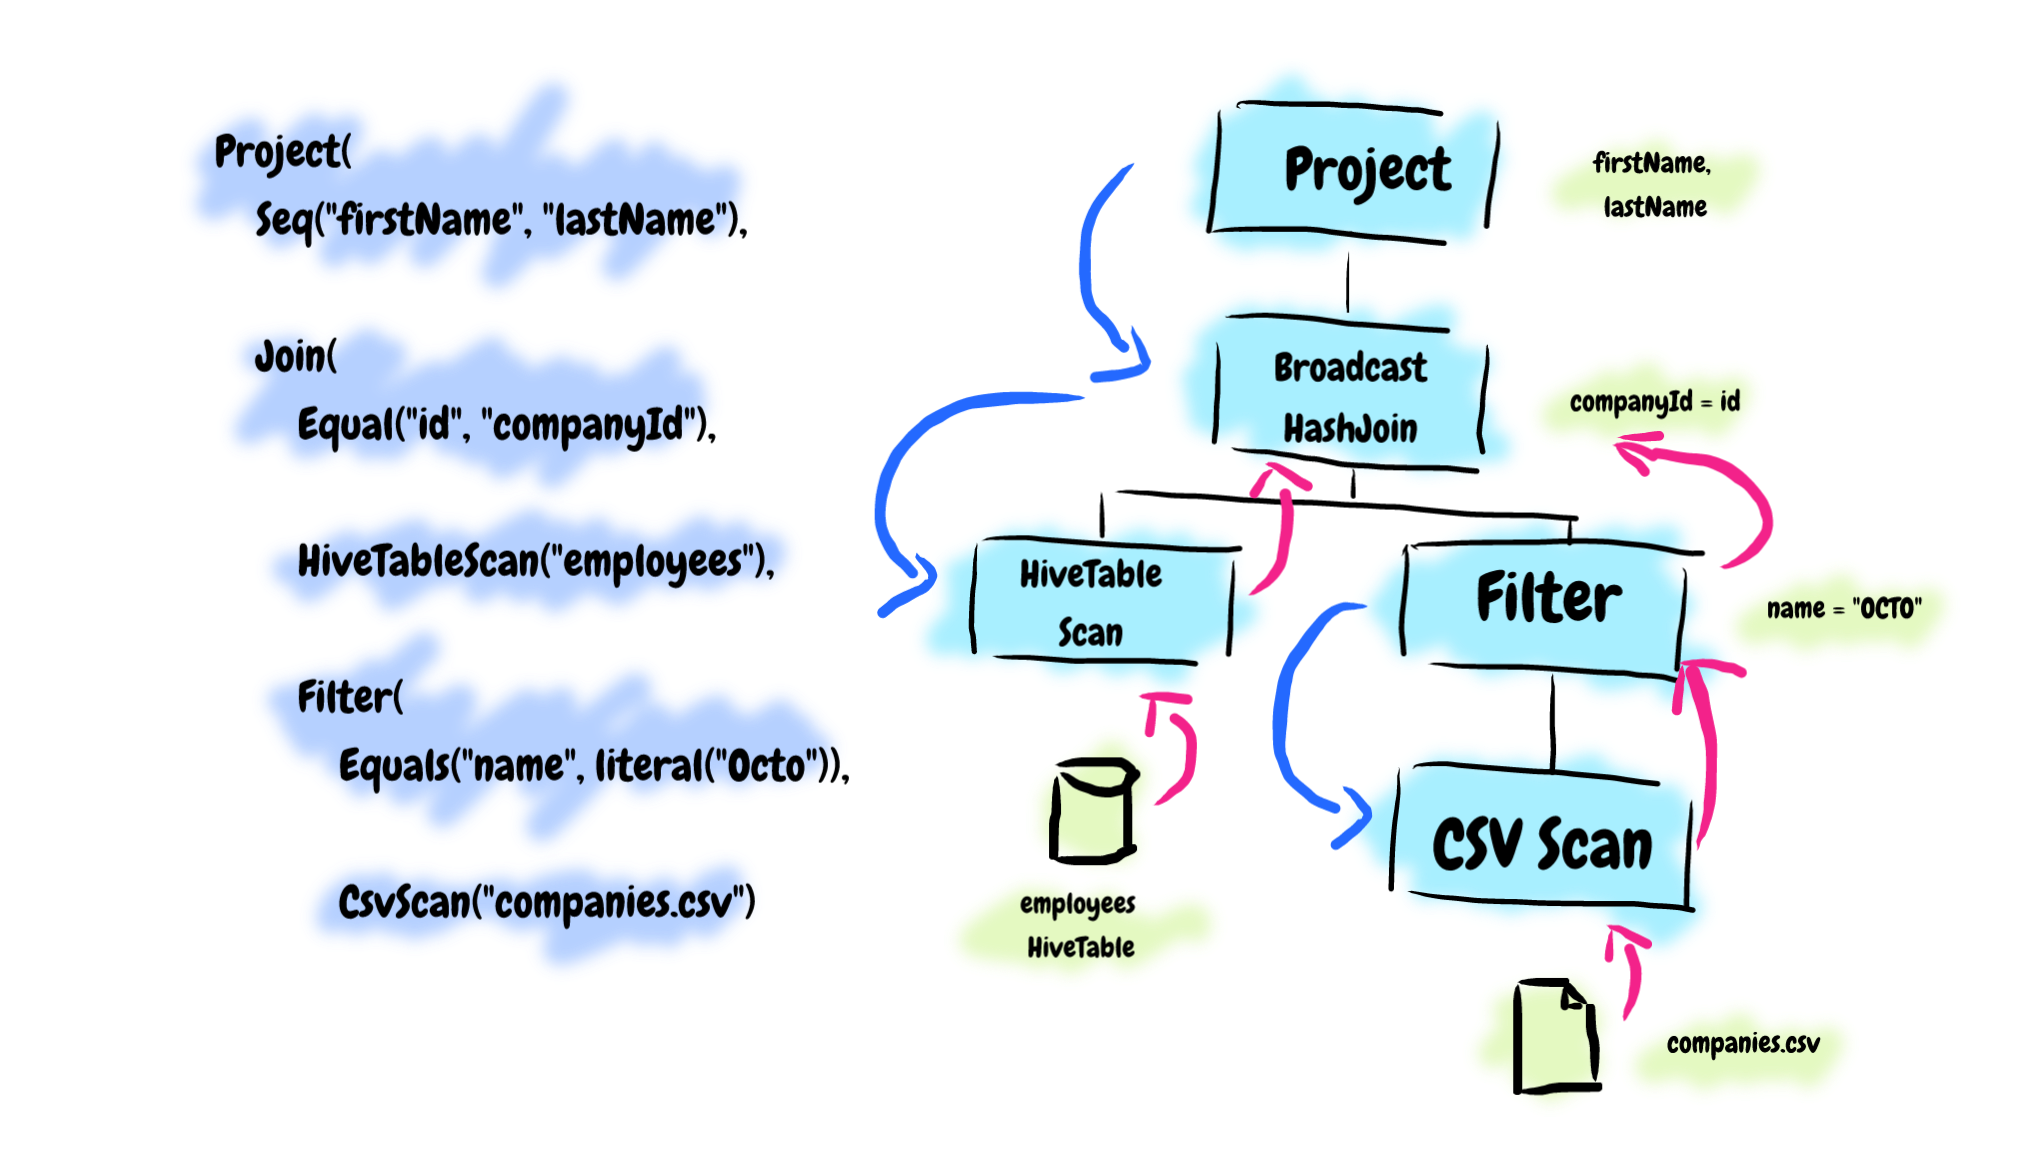 Project(
Seq("firstName", "lastName"),
Join(
Equal("id", "companyId"),
HiveTableScan("employees"),
Filter(
Equals("name", literal("Octo")),
CsvScan("companies.csv")
Project
firstName,
lastName
Broadcast
HashJoin
companyId = id
HiveTable
Scan
Filter
name = "OCTO"
CSV Scan
employees
HiveTable
companies.csv